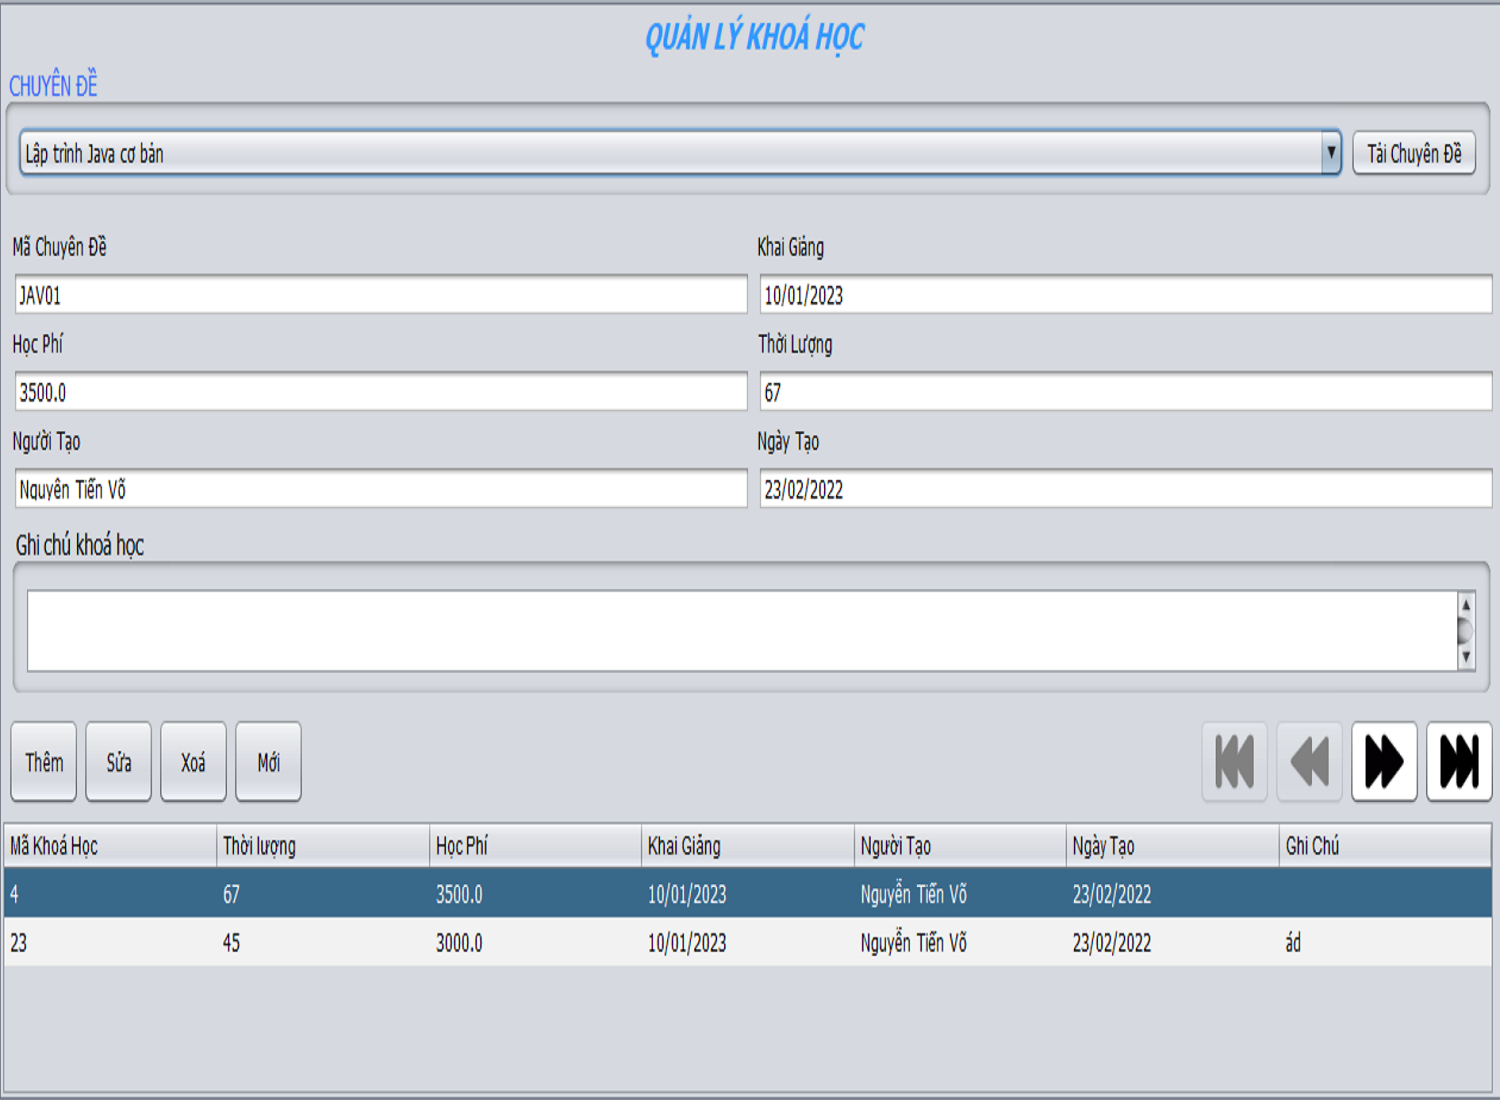 QUẢN LÝ KHOÁ HỌC
CHUYÊN ĐỀ
Lập trình Java cơ bản
Tải Chuyên Đề
Mã Chuyên Đề
Khai Giảng
JAV01
10/01/2023
Học Phí
Thời Lượng
3500.0
67
Người Tạo
Ngày Tạo
Nguyễn Tiến Võ
23/02/2022
Ghi chú khoá học
Thêm Sửa Xoá Mới
Mã Khoá Học Thời lượng Học Phí Khai Giảng Người Tạo Ngày Tạo Ghi Chú
4 67 3500.0 10/01/2023 Nguyễn Tiến Võ 23/02/2022
23 45 3000.0 10/01/2023 Nguyễn Tiến Võ 23/02/2022 ád